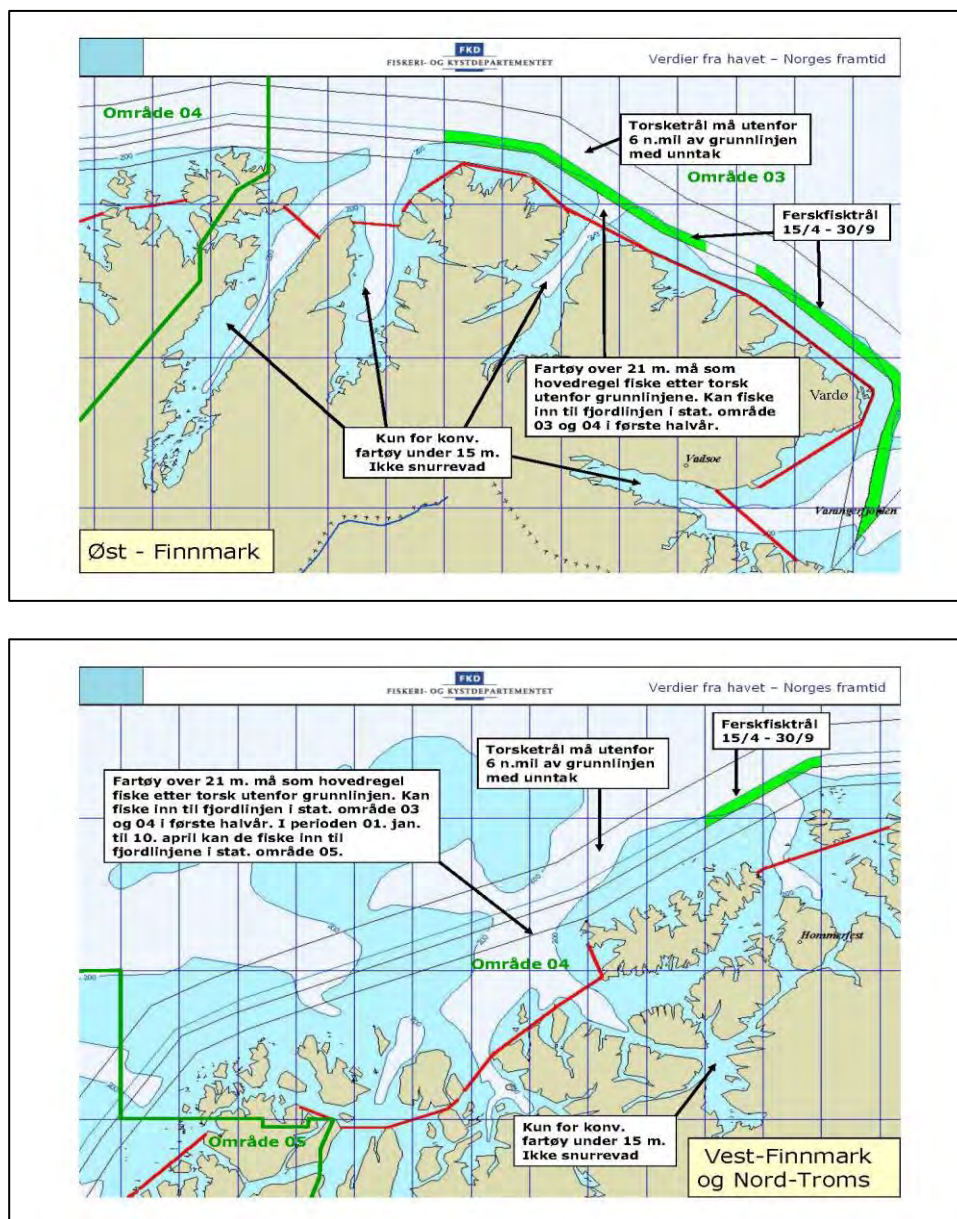 FKD
FISKERI- OG KYSTDEPARTEMENTET
Verdier fra havet – Norges framtid
Område 04
Torsketrål må utenfor
6 n.mil av grunnlinjen
med unntak
Område 03
Ferskfisktrål
15/4 - 30/9
Fartøy over 21 m. må som
hovedregel fiske etter torsk
utenfor grunnlinjene. Kan fiske
inn til fjordlinjen i stat. område
03 og 04 i første halvår.
Vardø
Kun for konv.
fartøy under 15 m.
Ikke snurrevad
Vadsoe
Varangerfjorden
Øst - Finnmark
FKD
FISKERI- OG KYSTDEPARTEMENTET
Verdier fra havet – Norges framtid
Ferskfisktrål
15/4 - 30/9
Torsketrål må utenfor
6 n.mil av grunnlinjen
med unntak
Fartøy over 21 m. må som hovedregel
fiske etter torsk utenfor grunnlinjen. Kan
fiske inn til fjordlinjen i stat. område 03
og 04 i første halvår. I perioden 01. jan.
til 10. april kan de fiske inn til
fjordlinjene i stat. område 05.
Hommerfest
Område 04
200
Område 05
Kun for konv.
fartøy under 15 m.
Ikke snurrevad
Vest-Finnmark
og Nord-Troms